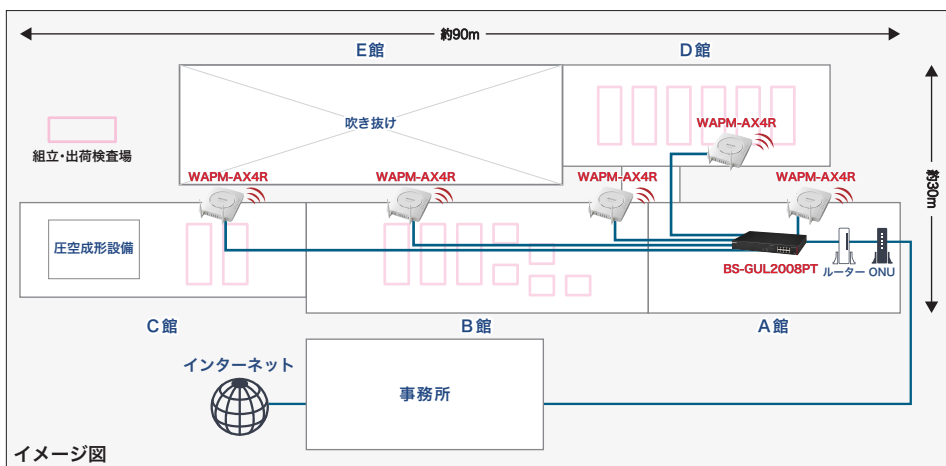 約90m
E館
D館
吹き抜け
組立・出荷検査場
WAPM-AX4R
WAPM-AX4R
WAPM-AX4R
WAPM-AX4R
WAPM-AX4R
約30m
圧空成形設備
BS-GUL2008PT
ルーター
ONU
C館
B館
A館
インターネット
事務所
イメージ図